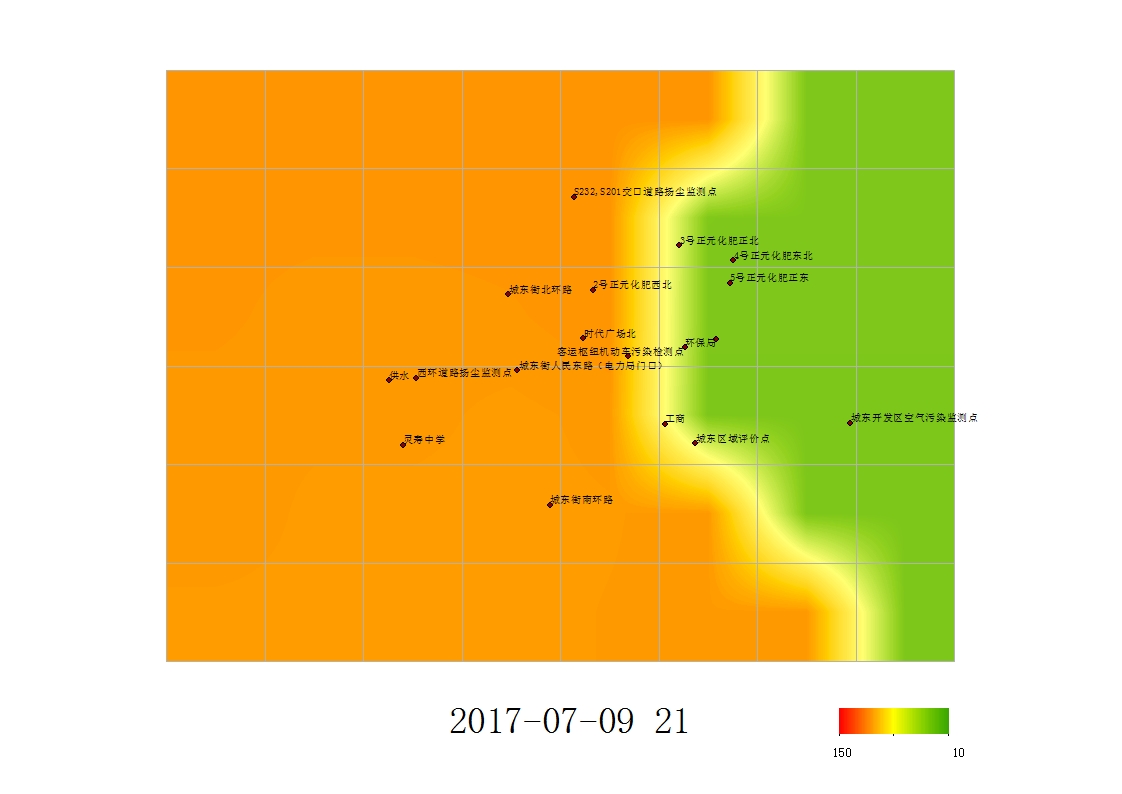 S232,S201交口道路扬尘监测点
3号正元化肥正北
4号正元化肥东北
5号正元化肥正东
2号正元化肥西北
城东街北环路
时代广场北
环保局
客运枢纽机动车污染检测点
城东街人民东路（电力局门口）
西环道路扬尘监测点
供水
工商
城东开发区空气污染监测点
城东区域评价点
灵寿中学
城东街南环路
2017-07-09 21
150
10